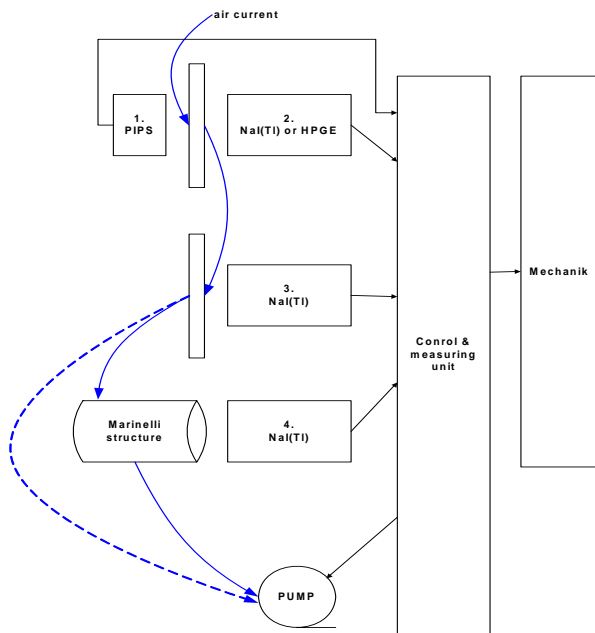 air current
1.
PIPS
2.
NaI(Tl) or HPGE
3.
NaI(Tl)
Mechanik
Conrol &
measuring
unit
Marinelli
structure
4.
NaI(Tl)
PUMP